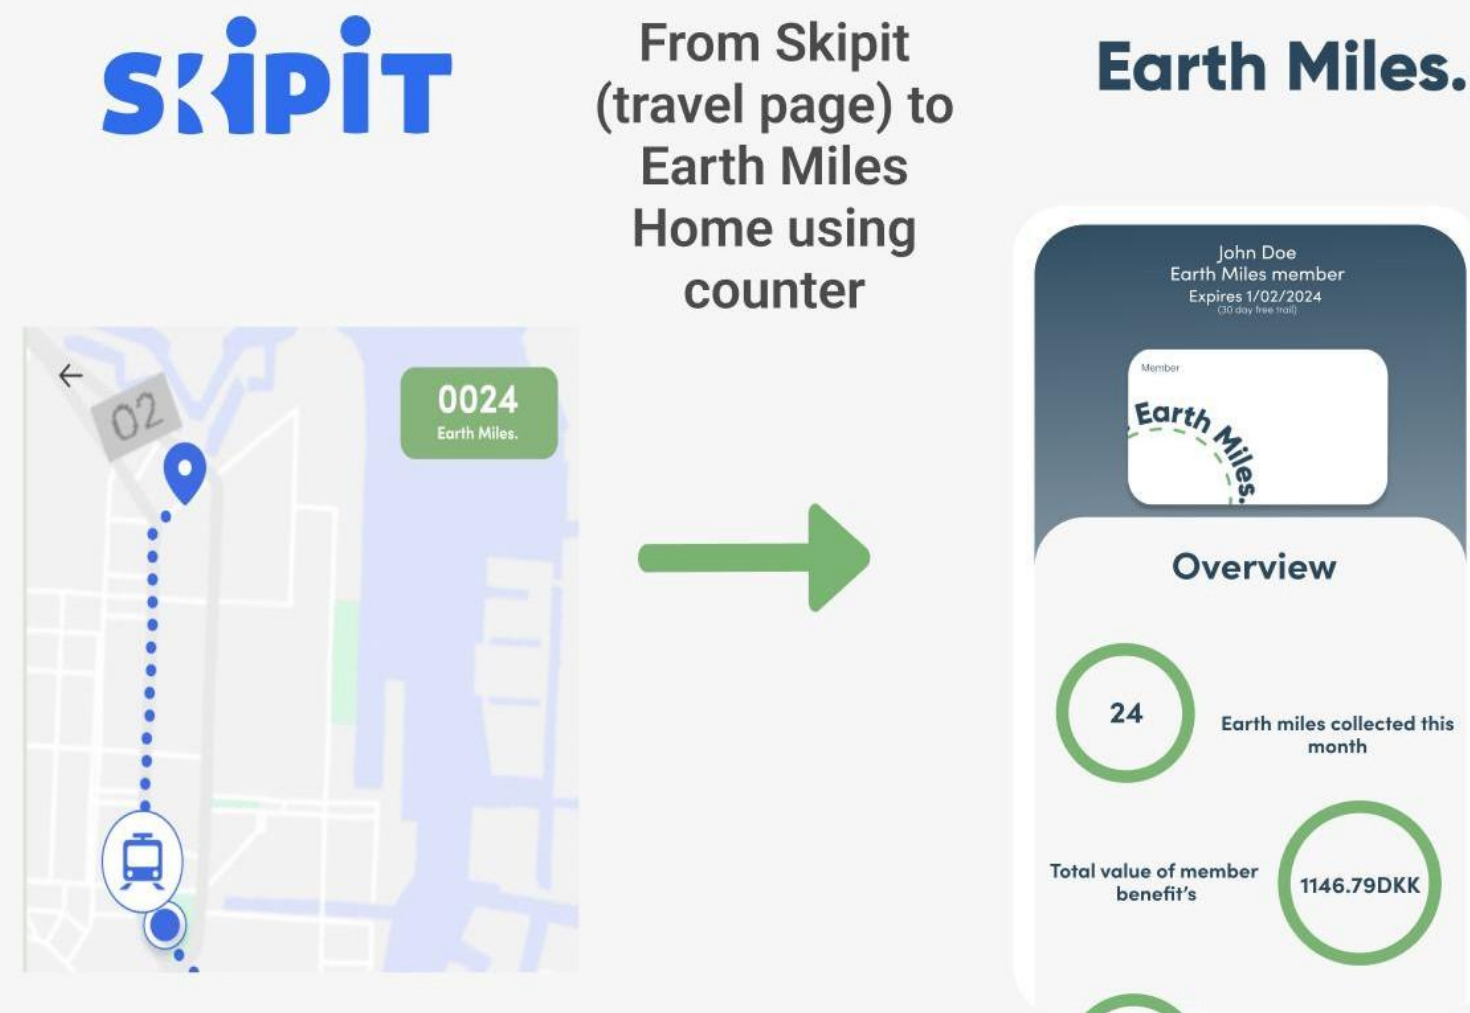 SKIPIT
From Skipit
(travel page) to
Earth Miles
Home using
counter
Earth Miles.
02
0024
Earth Miles.
John Doe
Earth Miles member
Expires 1/02/2024
(30 day free trail)
Member
Earth Miles.
Overview
24
Earth miles collected this
month
Total value of member
benefit's
1146.79DKK